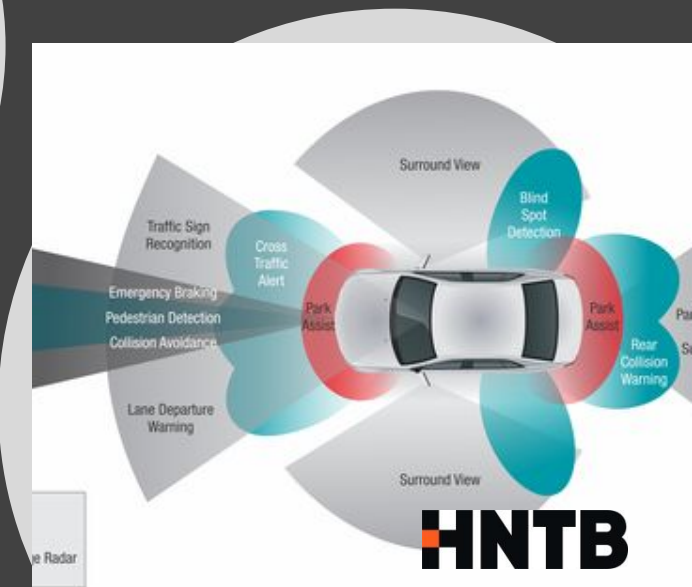 Surround View
Blind
Spot
Detection
Traffic Sign
Recognition
Cross
Traffic
Alert
Emergency Braking
Pedestrian Detection
Collision Avoidance
Park
Assist
Park
Assist
Rear
Collision
Warning
Lane Departure
Warning
Surround View
Radar
HNTB